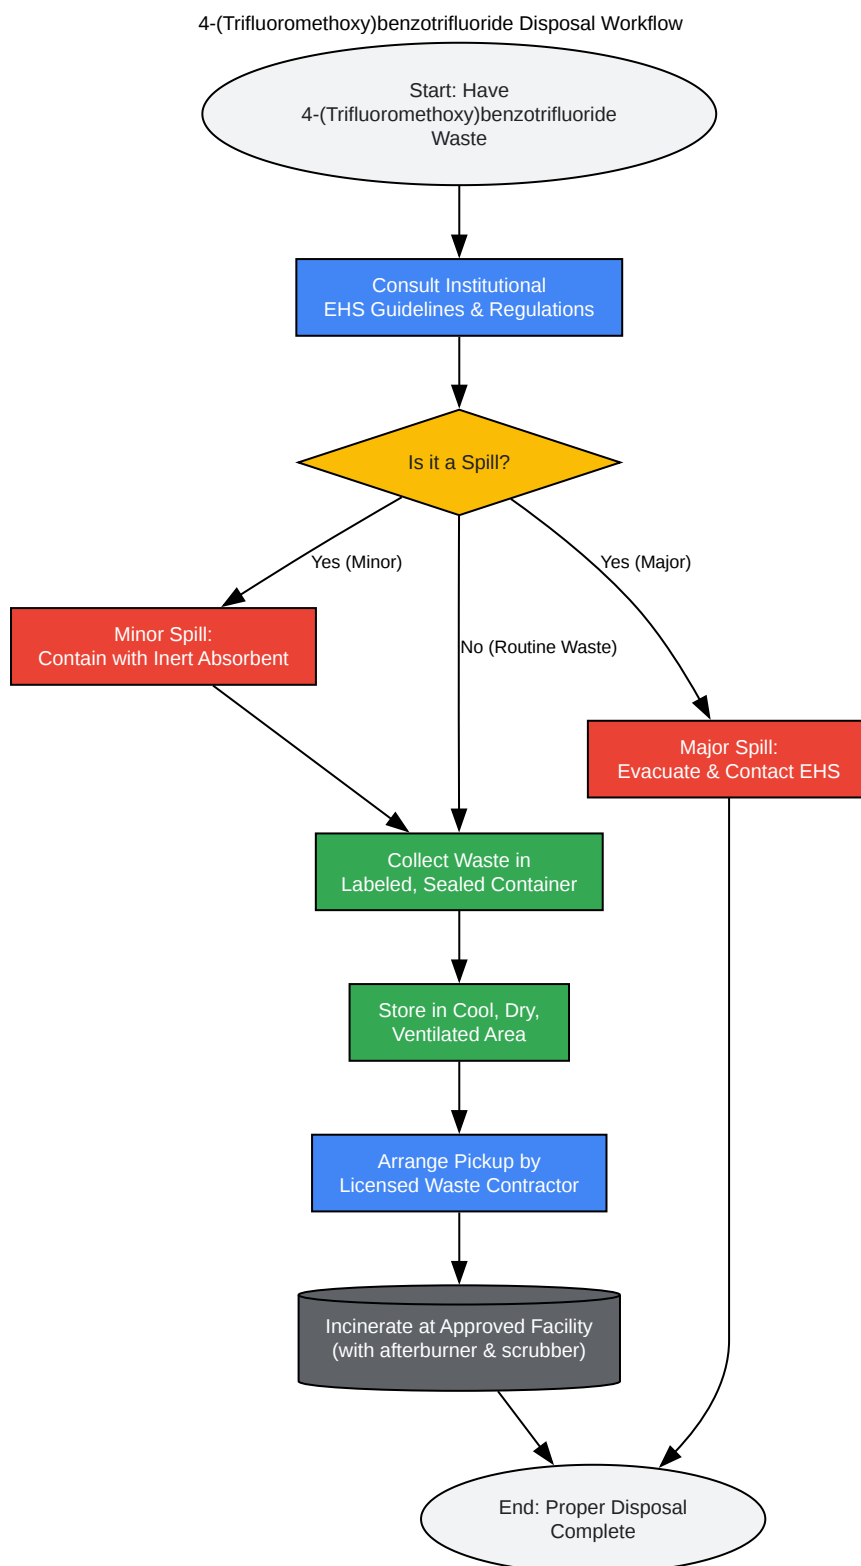 4-(Trifluoromethoxy)benzotrifluoride Disposal Workflow
Start: Have
4-(Trifluoromethoxy)benzotrifluoride
Waste
Consult Institutional
EHS Guidelines & Regulations
Is it a Spill?
Yes (Minor)
Yes (Major)
Minor Spill:
Contain with Inert Absorbent
No (Routine Waste)
Major Spill:
Evacuate & Contact EHS
Collect Waste in
Labeled, Sealed Container
Store in Cool, Dry,
Ventilated Area
Arrange Pickup by
Licensed Waste Contractor
Incinerate at Approved Facility
(with afterburner & scrubber)
End: Proper Disposal
Complete